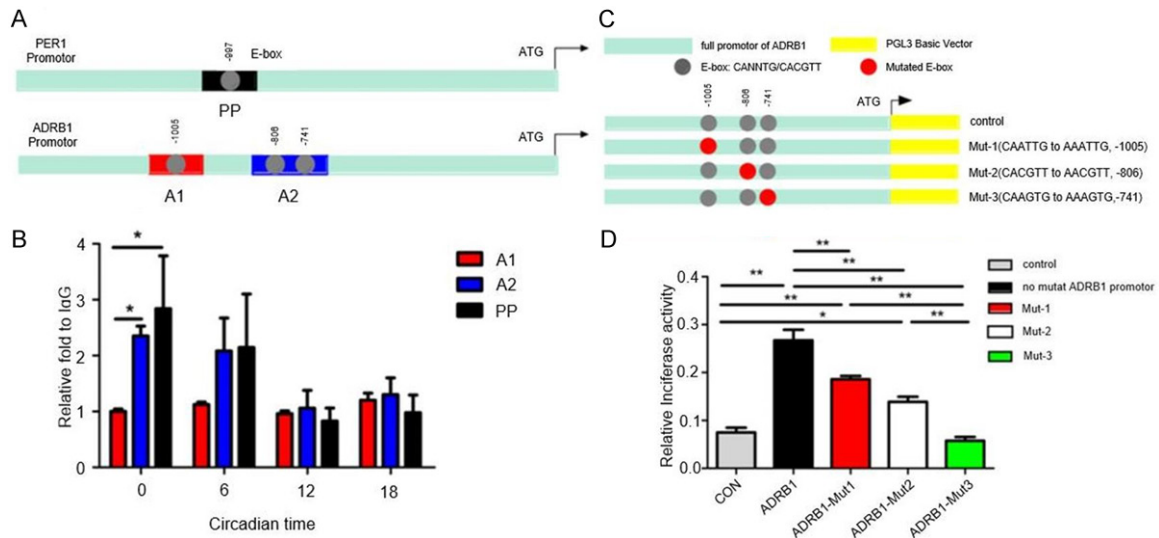 A
PER1
Promotor
-997
E-box
ATG
PP
ADRB1
Promotor
-1005
-806
-741
ATG
A1
A2
B
Relative fold to IgG
4
3
2
1
0
*
*
A1
A2
PP
0
6
12
18
Circadian time
C
full promotor of ADRB1
PGL3 Basic Vector
E-box: CANNTG/CACGTT
Mutated E-box
-1005
-806
-741
ATG
control
Mut-1(CAATTG to AAATTG, -1005)
Mut-2(CACGTT to AACGTT, -806)
Mut-3(CAAGTG to AAAGTG,-741)
D
Relative Inciferase activity
0.4
0.3
0.2
0.1
0.0
**
**
**
**
**
**
*
**
control
no mutat ADRB1 promotor
Mut-1
Mut-2
Mut-3
CON
ADRB1
ADRB1-Mut1
ADRB1-Mut2
ADRB1-Mut3